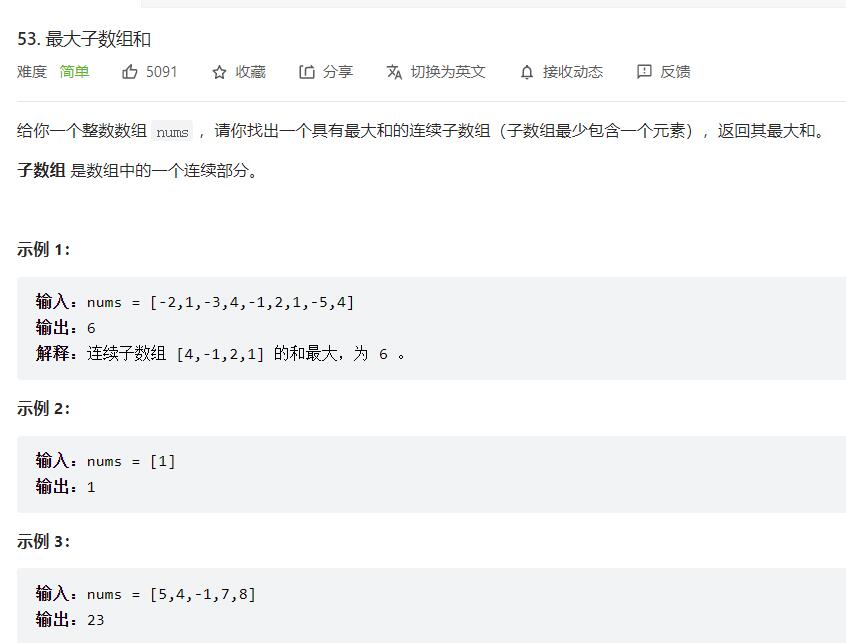 53. 最大子数组和
难度 简单 5091 收藏 分享 切换为英文 接收动态 反馈
给你一个整数数组 nums ，请你找出一个具有最大和的连续子数组（子数组最少包含一个元素），返回其最大和。
子数组 是数组中的一个连续部分。
示例 1：
输入：nums = [-2,1,-3,4,-1,2,1,-5,4]
输出：6
解释：连续子数组 [4,-1,2,1] 的和最大，为 6 。
示例 2：
输入：nums = [1]
输出：1
示例 3：
输入：nums = [5,4,-1,7,8]
输出：23